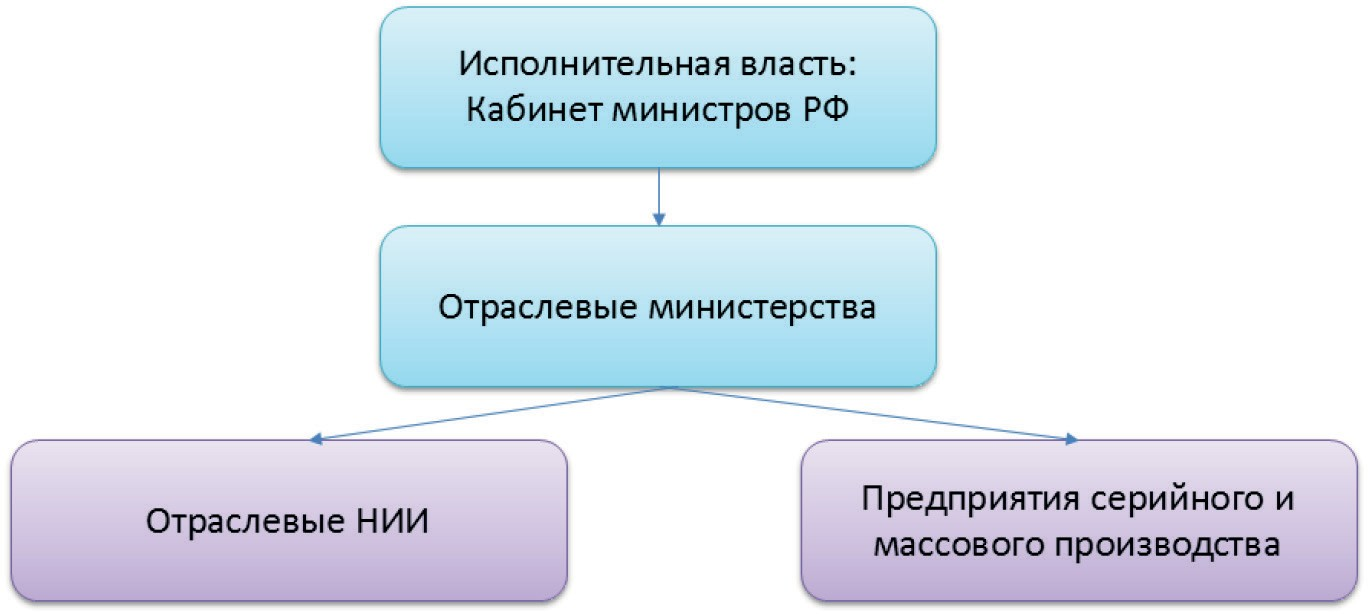 Исполнительная власть:
Кабинет министров РФ
Отраслевые министерства
Отраслевые НИИ
Предприятия серийного и
массового производства